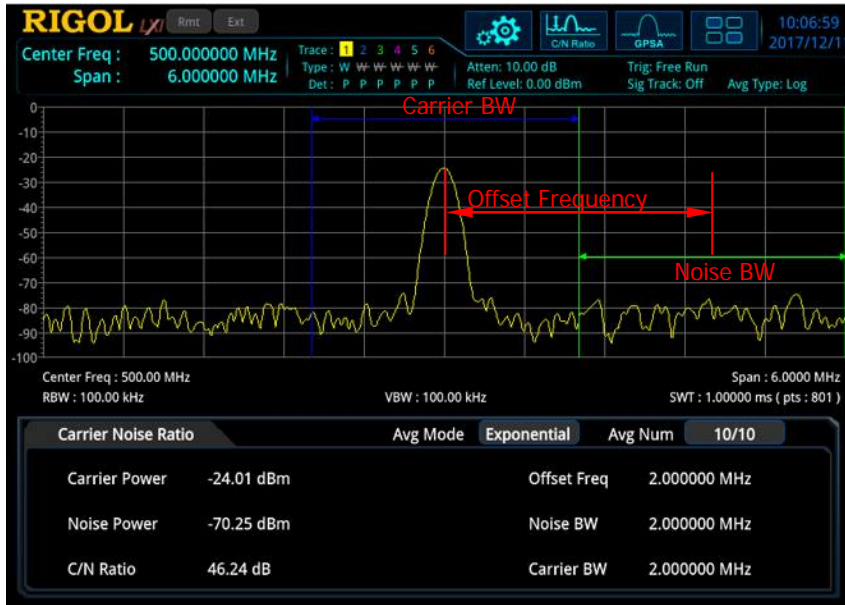 RIGOL LXI Rmt Ext
10:06:59
C/N Ratio GPSA
Center Freq : 500.000000 MHz
Trace : 1 2 3 4 5 6
Span : 6.000000 MHz
Type : W W W W W W
Atten: 10.00 dB Trig: Free Run
Det : P P P P P P
Ref Level: 0.00 dBm Sig Track: Off Avg Type: Log
0
Carrier BW
-10
-20
-30
Offset Frequency
-40
-50
-60
Noise BW
-70
-80
-90
-100
Center Freq : 500.00 MHz Span : 6.0000 MHz
RBW : 100.00 kHz VBW : 100.00 kHz SWT : 1.00000 ms ( pts : 801 )
Carrier Noise Ratio Avg Mode Exponential Avg Num 10/10
Carrier Power -24.01 dBm Offset Freq 2.000000 MHz
Noise Power -70.25 dBm Noise BW 2.000000 MHz
C/N Ratio 46.24 dB Carrier BW 2.000000 MHz